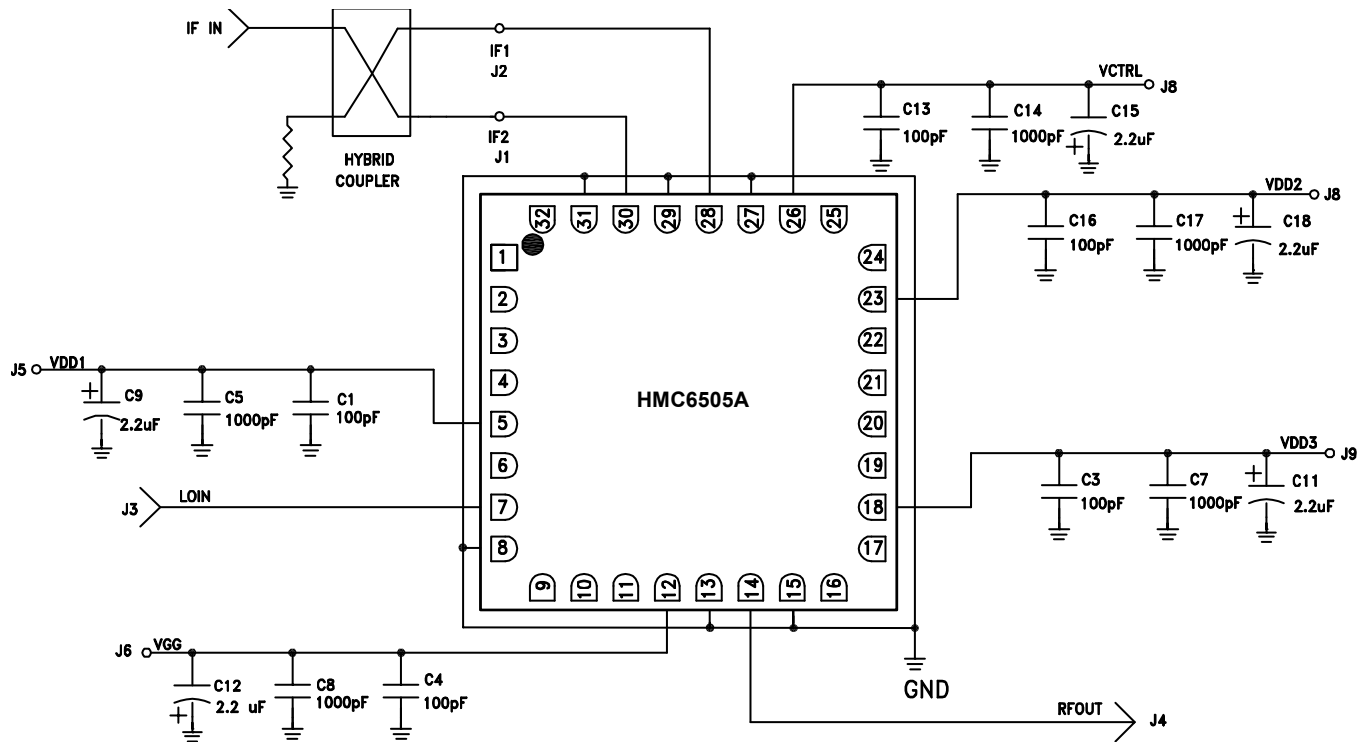 IF IN
IF1
J2
IF2
J1
HYBRID
COUPLER
VCTRL
J8
C13
100pF
C14
1000pF
C15
2.2uF
+
VDD2
J8
C16
100pF
C17
1000pF
+
C18
2.2uF
32
31
30
29
28
27
26
25
1
2
3
4
5
6
7
8
24
23
22
21
20
19
18
17
HMC6505A
J5
VDD1
+
C9
2.2uF
C5
1000pF
C1
100pF
J3
LOIN
VDD3
J9
C3
100pF
C7
1000pF
+
C11
2.2uF
9
10
11
12
13
14
15
16
J6
VGG
C12
2.2 uF
+
C8
1000pF
C4
100pF
GND
RFOUT
J4